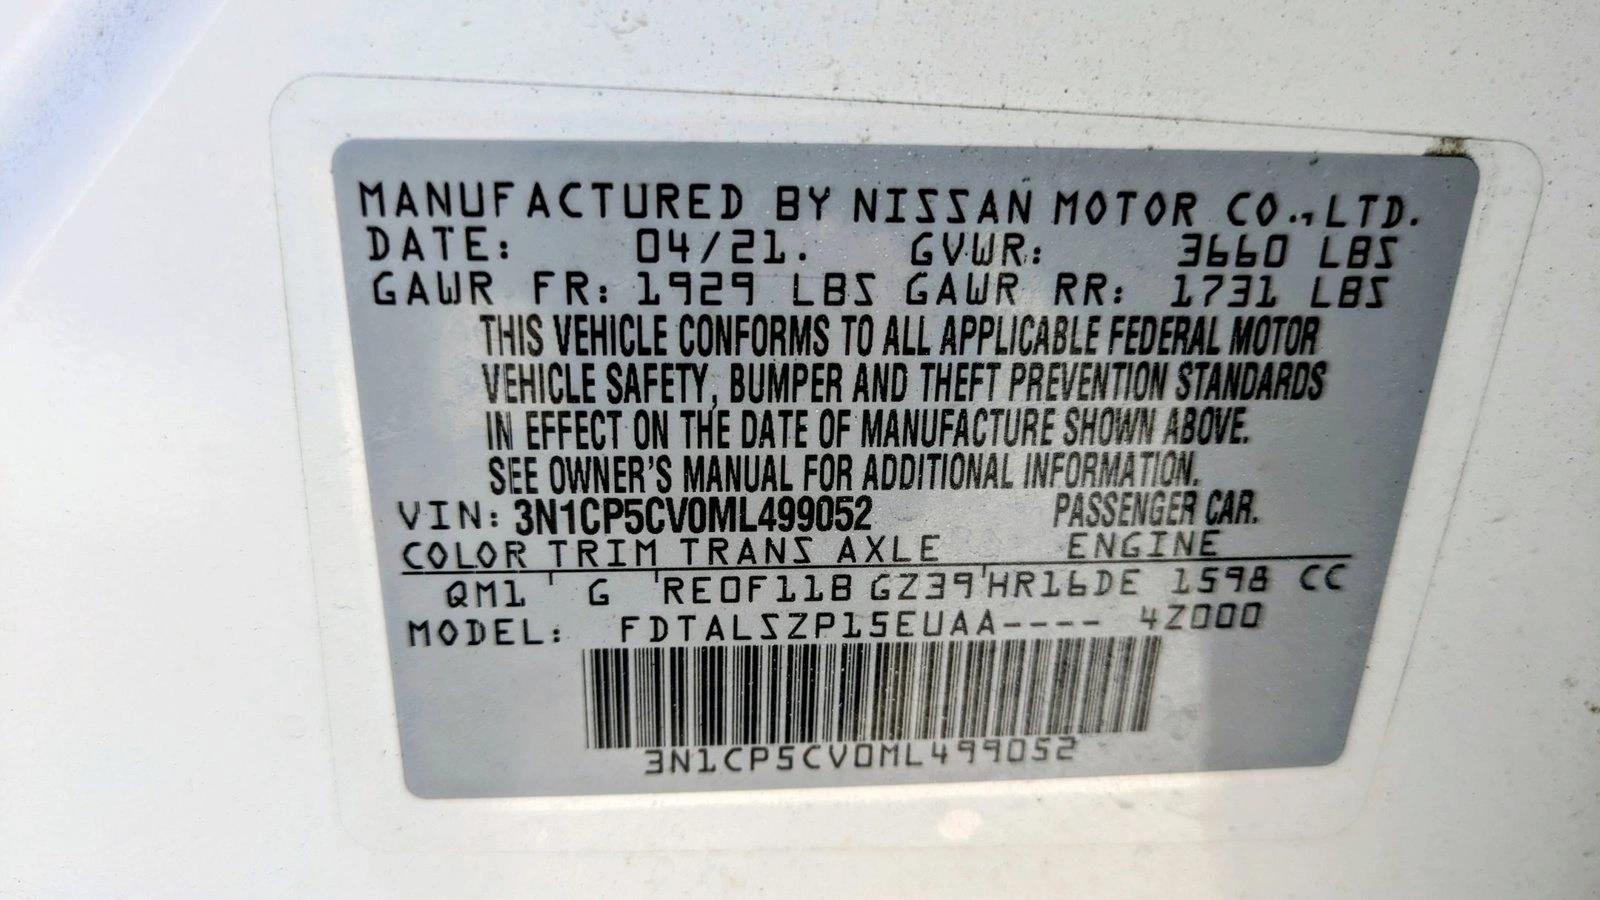 MANUFACTURED BY NISSAN MOTOR CO., LTD.
DATE: 04/21. GVWR: 3660 LBS
GAWR FR: 1929 LBS GAWR RR: 1731 LBS
THIS VEHICLE CONFORMS TO ALL APPLICABLE FEDERAL MOTOR
VEHICLE SAFETY, BUMPER AND THEFT PREVENTION STANDARDS
IN EFFECT ON THE DATE OF MANUFACTURE SHOWN ABOVE.
SEE OWNER'S MANUAL FOR ADDITIONAL INFORMATION.
VIN: 3N1CP5CV0ML499052 PASSENGER CAR.
COLOR TRIM TRANS AXLE ENGINE
QM1 G RE0F11B GZ39 HR16DE 1598 CC
MODEL: FDTALSZP15EUAA---- 4Z000
3N1CP5CV0ML499052